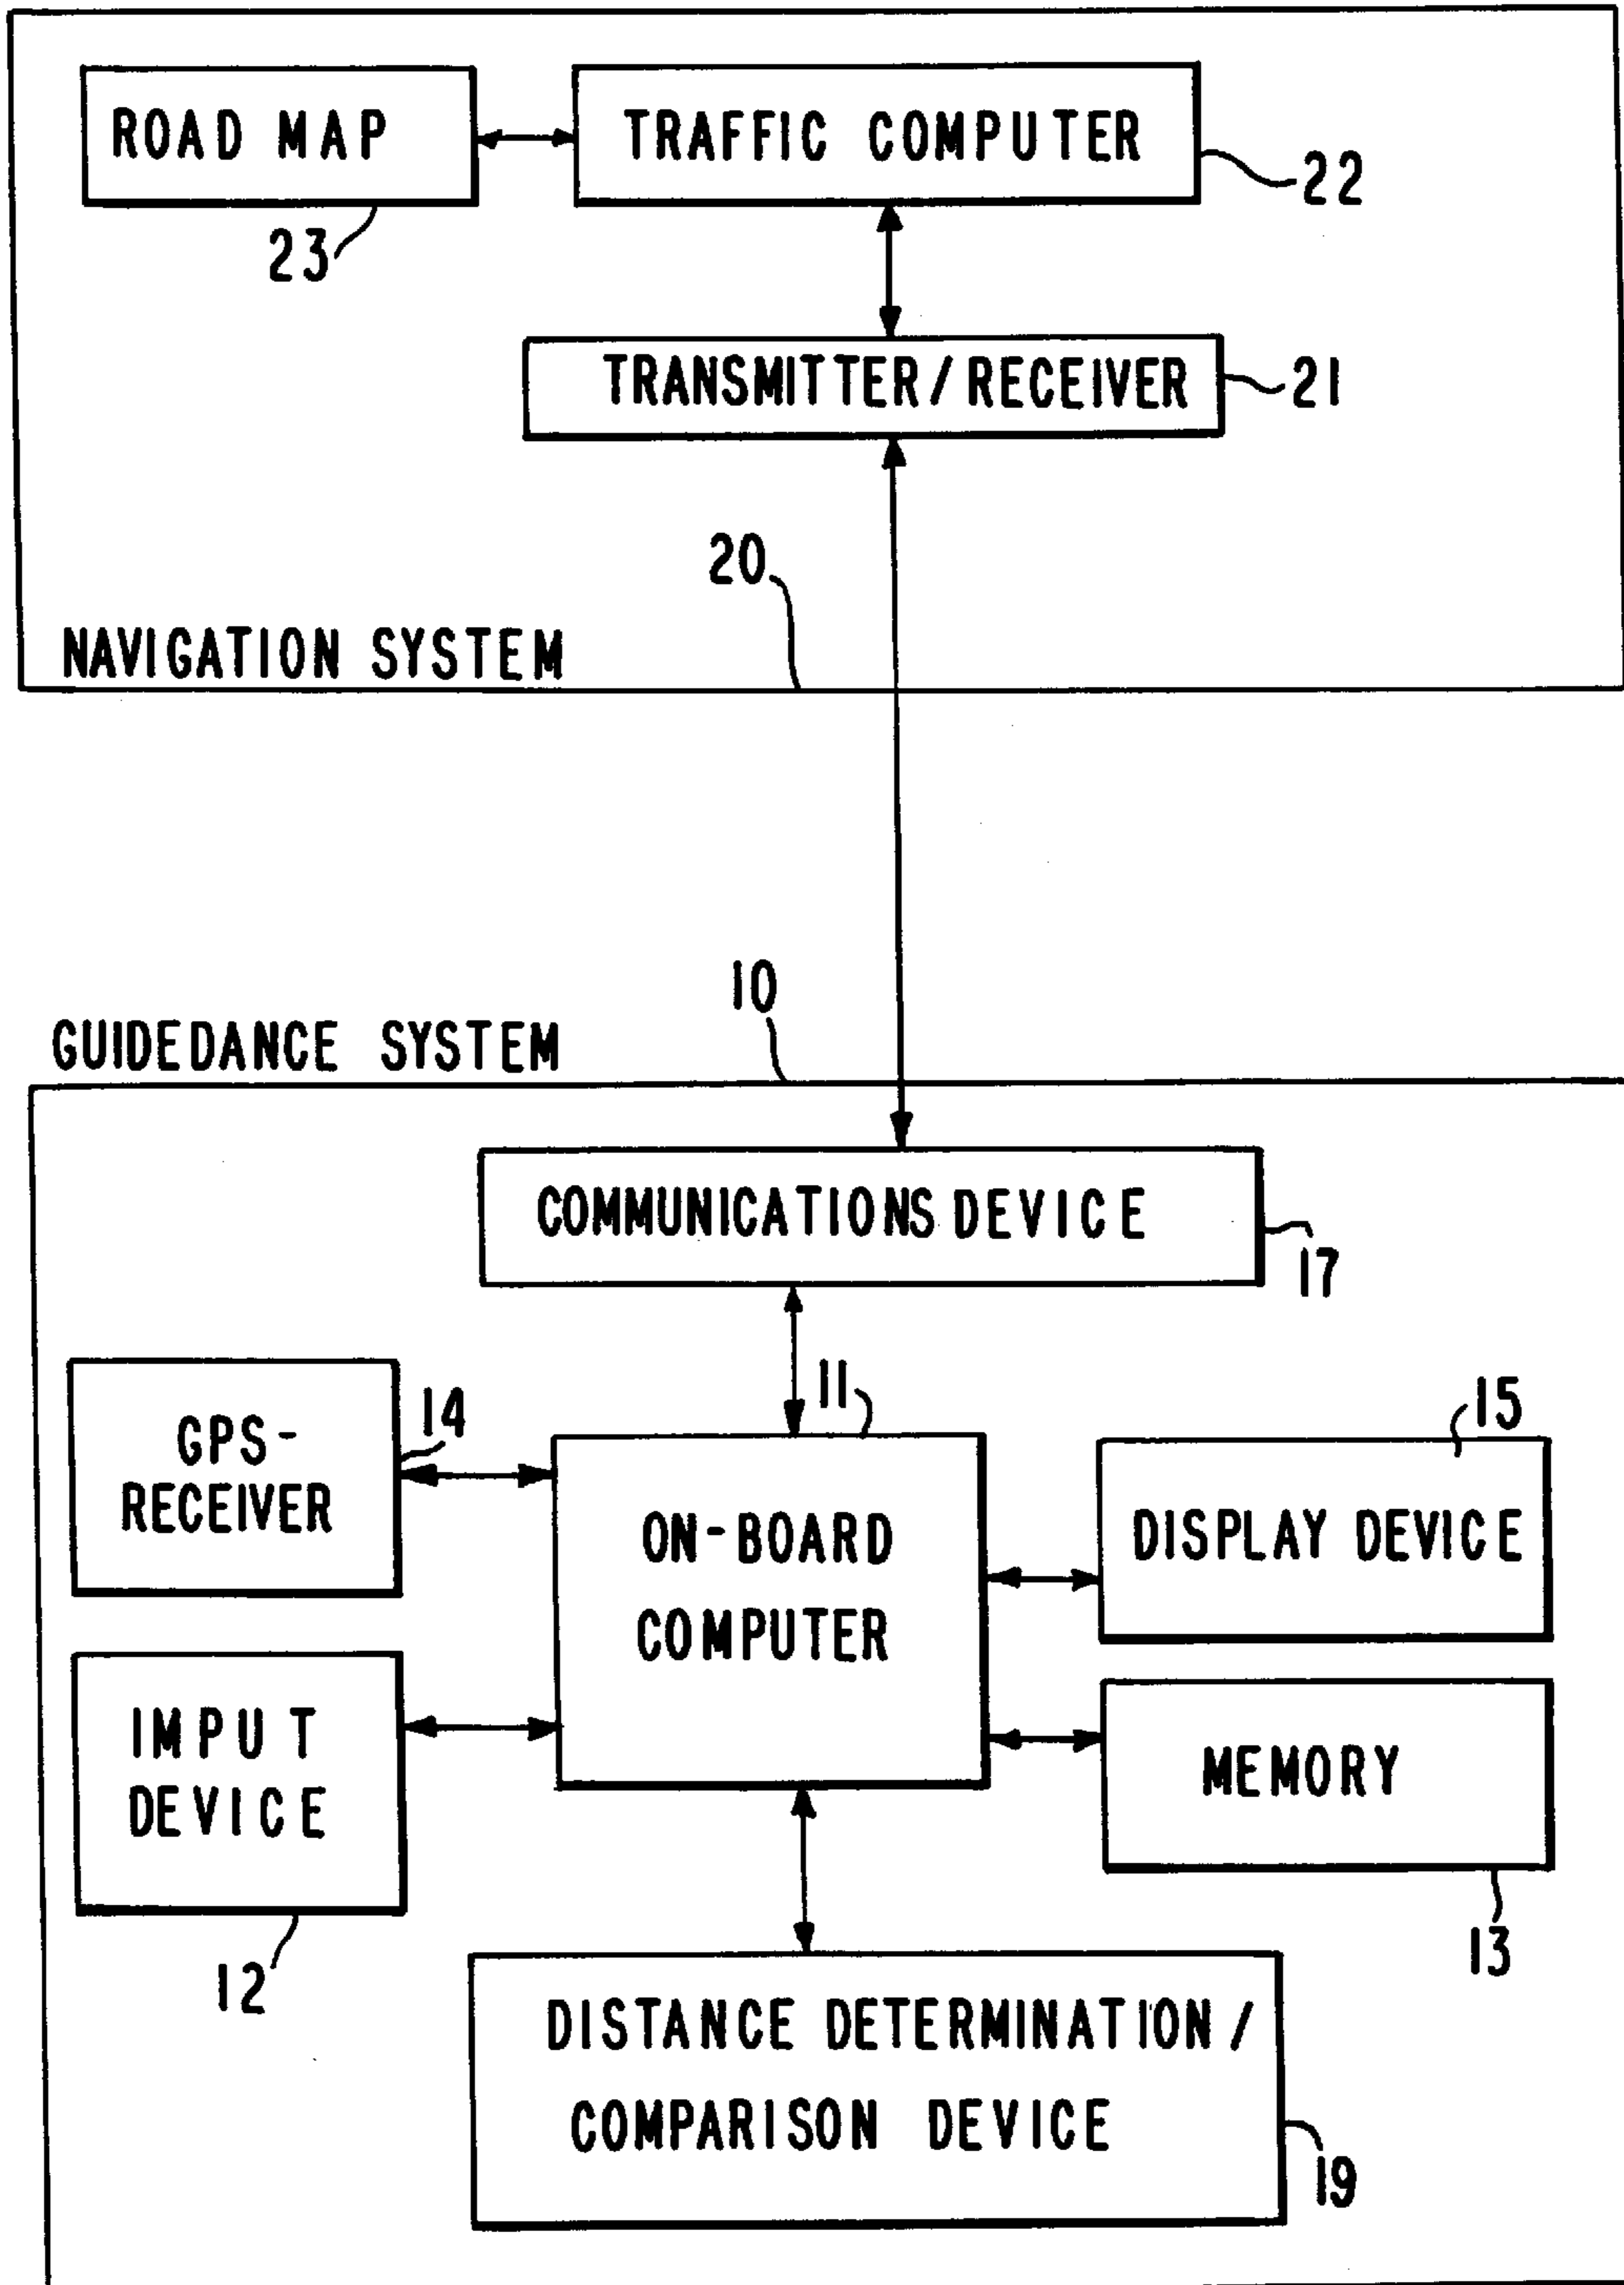 ROAD MAP
TRAFFIC COMPUTER
22
23
TRANSMITTER/RECEIVER
21
20
NAVIGATION SYSTEM
10
GUIDEDANCE SYSTEM
COMMUNICATIONS DEVICE
17
11
14
15
GPS-
RECEIVER
ON-BOARD
COMPUTER
DISPLAY DEVICE
IMPUT
DEVICE
MEMORY
12
13
DISTANCE DETERMINATION/
COMPARISON DEVICE
19